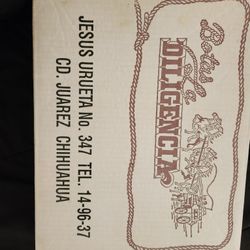 Botas
la
DILIGENCIA
JESUS URUETA No. 347 TEL. 14-96-37
CD. JUAREZ, CHIHUAHUA